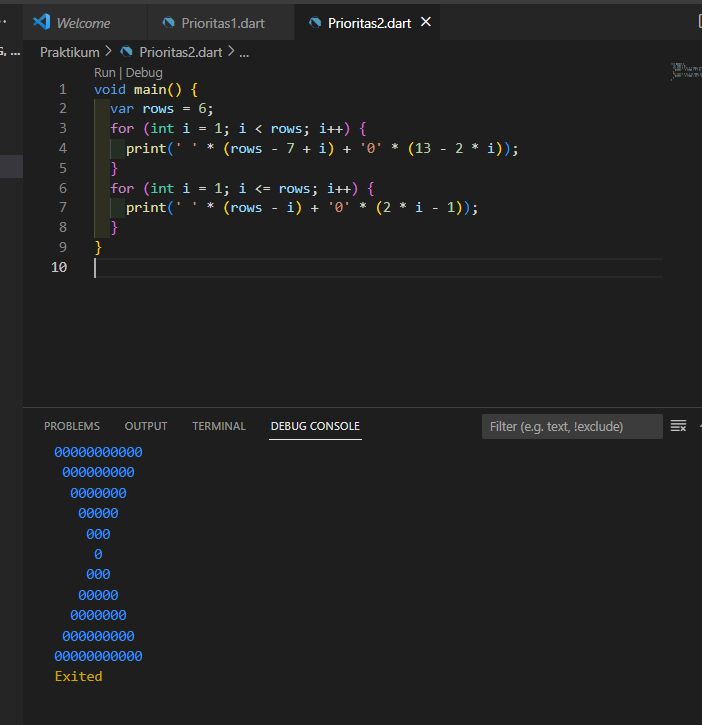 Welcome Prioritas1.dart Prioritas2.dart
Praktikum > Prioritas2.dart > ...
Run | Debug
1 void main() {
2   var rows = 6;
3   for (int i = 1; i < rows; i++) {
4     print(' ' * (rows - 7 + i) + '0' * (13 - 2 * i));
5   }
6   for (int i = 1; i <= rows; i++) {
7     print(' ' * (rows - i) + '0' * (2 * i - 1));
8   }
9 }
10
PROBLEMS OUTPUT TERMINAL DEBUG CONSOLE Filter (e.g. text, !exclude)
00000000000
 000000000
  0000000
   00000
    000
     0
    000
   00000
  0000000
 000000000
00000000000
Exited